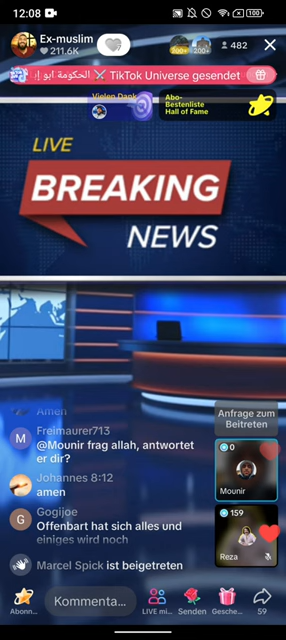 12:08
100
Ex-muslim
211.6K
200+
200+
482
الحكومة ابو إ
TikTok Universe gesendet
Vielen Dank
Abo-
Bestenliste
Hall of Fame
LIVE
BREAKING
NEWS
Amen
Anfrage zum
Beitreten
M
Freimaurer713
@Mounir frag allah, antwortet
er dir?
0
Mounir
Johannes 8:12
amen
G
Gogijoe
Offenbart hat sich alles und
einiges wird noch
159
Reza
Marcel Spick ist beigetreten
Abonn...
Kommenta...
LIVE mi...
Senden
Gesche...
59